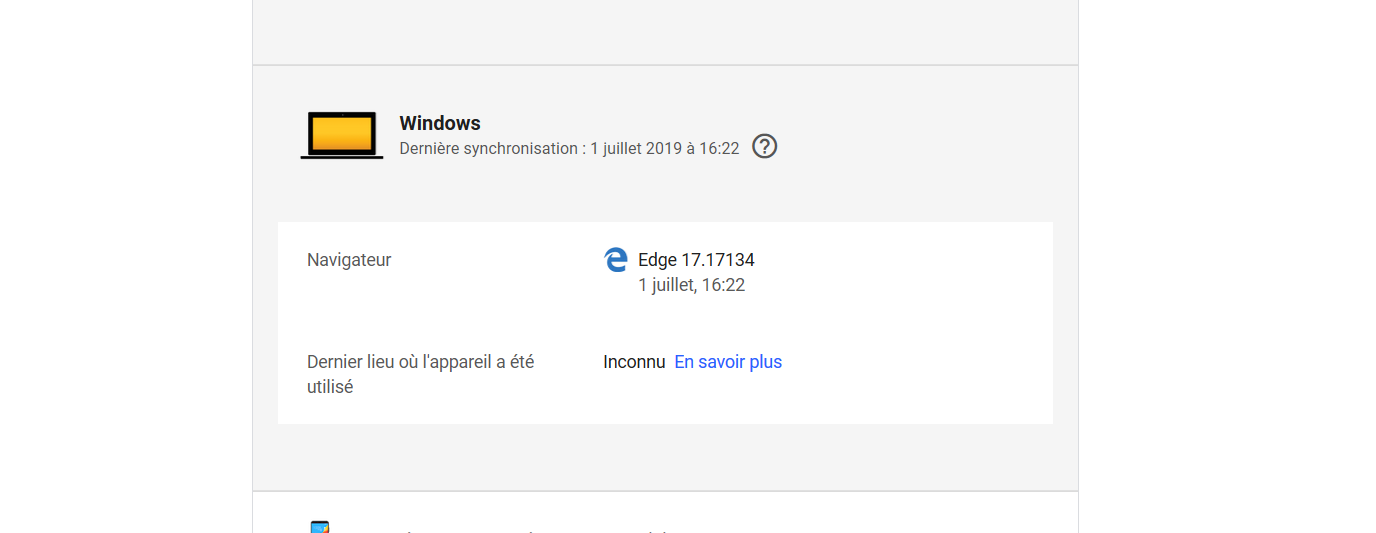 Windows
Dernière synchronisation : 1 juillet 2019 à 16:22
Navigateur
Edge 17.17134
1 juillet, 16:22
Dernier lieu où l'appareil a été
utilisé
Inconnu En savoir plus